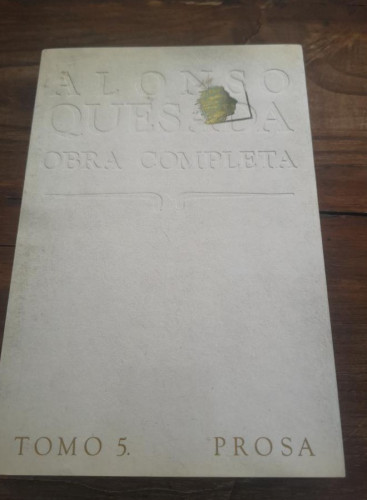 ALONSO
QUESADA
OBRA COMPLETA
TOMO 5. PROSA